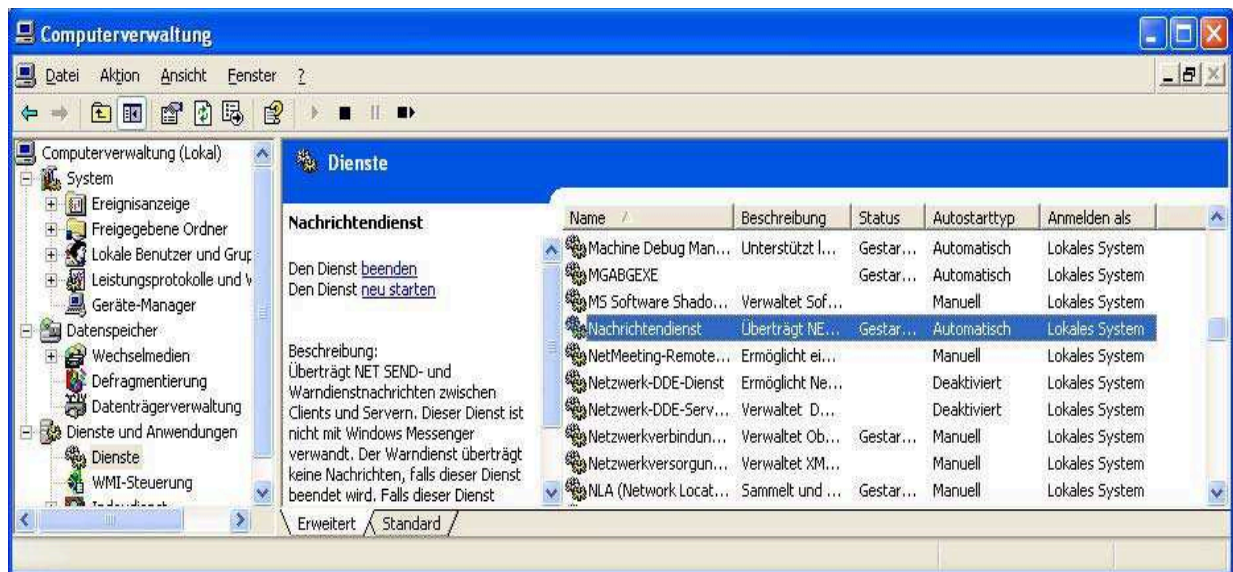 Computerverwaltung
Datei Aktion Ansicht Fenster ?
Computerverwaltung (Lokal)
System
Ereignisanzeige
Freigegebene Ordner
Lokale Benutzer und Grup
Leistungsprotokolle und W
Geräte-Manager
Datenspeicher
Wechselmedien
Defragmentierung
Datenträgerverwaltung
Dienste und Anwendungen
Dienste
WMI-Steuerung
Dienste
Nachrichtendienst
Den Dienst beenden
Den Dienst neu starten
Beschreibung:
Überträgt NET SEND- und
Warndienstnachrichten zwischen
Clients und Servern. Dieser Dienst ist
nicht mit Windows Messenger
verwandt. Der Warndienst überträgt
keine Nachrichten, falls dieser Dienst
beendet wird. Falls dieser Dienst
Name Beschreibung Status Autostarttyp Anmelden als
Machine Debug Man... Unterstützt l... Gestar... Automatisch Lokales System
MGABGEXE Gestar... Automatisch Lokales System
MS Software Shado... Verwaltet Sof... Manuell Lokales System
Nachrichtendienst Überträgt NE... Gestar... Automatisch Lokales System
NetMeeting-Remote... Ermöglicht ei... Manuell Lokales System
Netzwerk-DDE-Dienst Ermöglicht Ne... Deaktiviert Lokales System
Netzwerk-DDE-Serv... Verwaltet D... Deaktiviert Lokales System
Netzwerkverbindun... Verwaltet Ob... Gestar... Manuell Lokales System
Netzwerkversorgun... Verwaltet XM... Manuell Lokales System
NLA (Network Locat... Sammelt und ... Gestar... Manuell Lokales System
Erweitert Standard